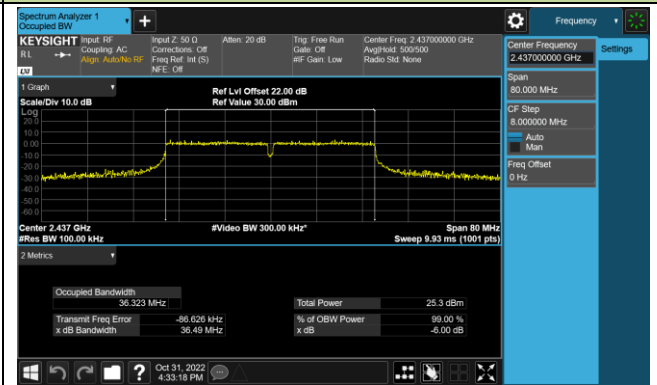 Spectrum Analyzer 1
Occupied BW
Frequency
KEYSIGHT
RL
LXI
Input: RF
Coupling: AC
Align: Auto/No RF
Input Z: 50 Ω
Corrections: Off
Freq Ref: Int (S)
NFE: Off
Atten: 20 dB
Trig: Free Run
Gate: Off
#IF Gain: Low
Center Freq: 2.437000000 GHz
Avg|Hold: 500/500
Radio Std: None
Center Frequency
2.437000000 GHz
Settings
Span
80.000 MHz
CF Step
8.000000 MHz
Auto
Man
Freq Offset
0 Hz
1 Graph
Scale/Div 10.0 dB
Ref Lvl Offset 22.00 dB
Ref Value 30.00 dBm
Log
20.0
10.0
0.00
-10.0
-20.0
-30.0
-40.0
-50.0
-60.0
Center 2.437 GHz
#Res BW 100.00 kHz
#Video BW 300.00 kHz*
Span 80 MHz
Sweep 9.93 ms (1001 pts)
2 Metrics
Occupied Bandwidth
36.323 MHz
Total Power 25.3 dBm
Transmit Freq Error -86.626 kHz
% of OBW Power 99.00 %
x dB Bandwidth 36.49 MHz
x dB -6.00 dB
?
Oct 31, 2022
4:33:18 PM